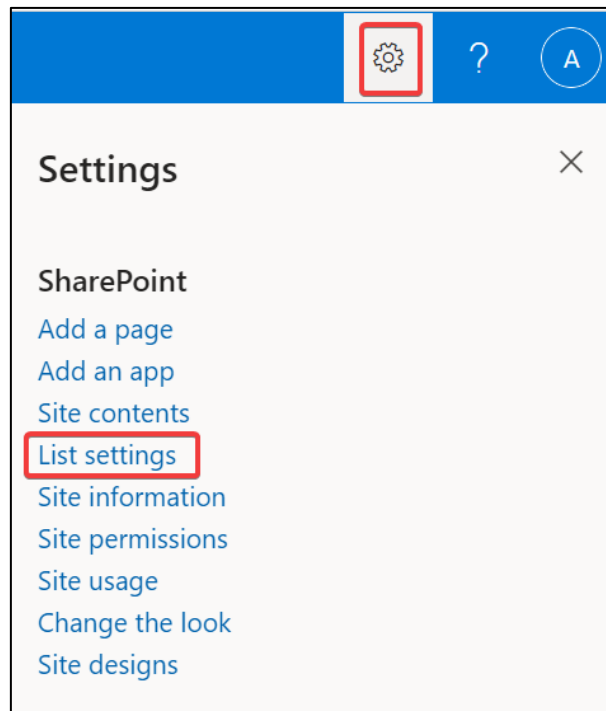 ?
A
Settings
SharePoint
Add a page
Add an app
Site contents
List settings
Site information
Site permissions
Site usage
Change the look
Site designs